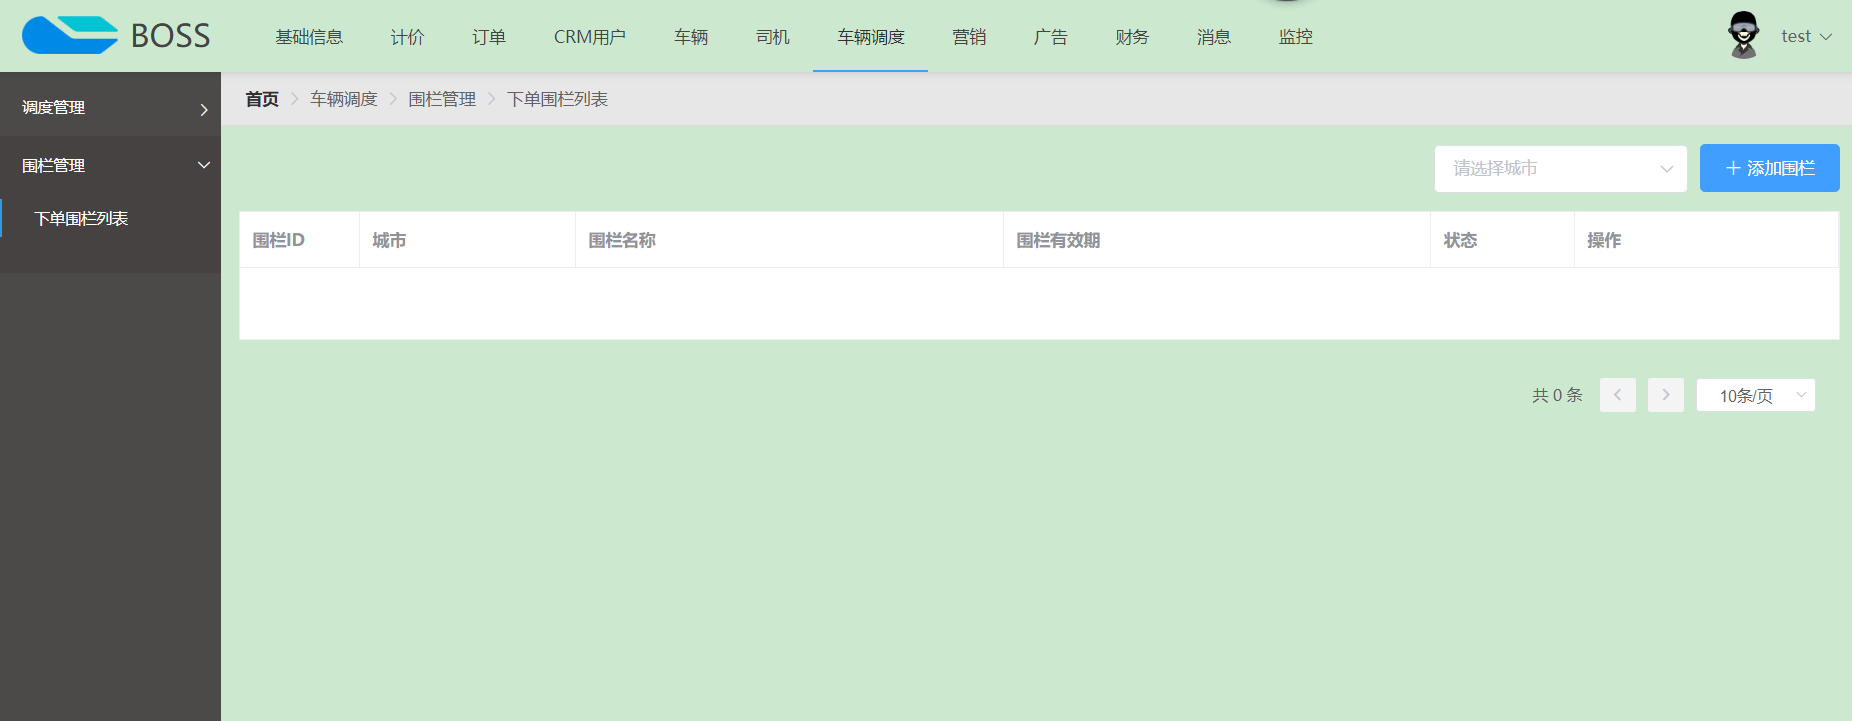 BOSS 基础信息 计价 订单 CRM用户 车辆 司机 车辆调度 营销 广告 财务 消息 监控 test
调度管理
首页 车辆调度 围栏管理 下单围栏列表
围栏管理
下单围栏列表
请选择城市 添加围栏
围栏ID 城市 围栏名称 围栏有效期 状态 操作
共 0 条 10条/页